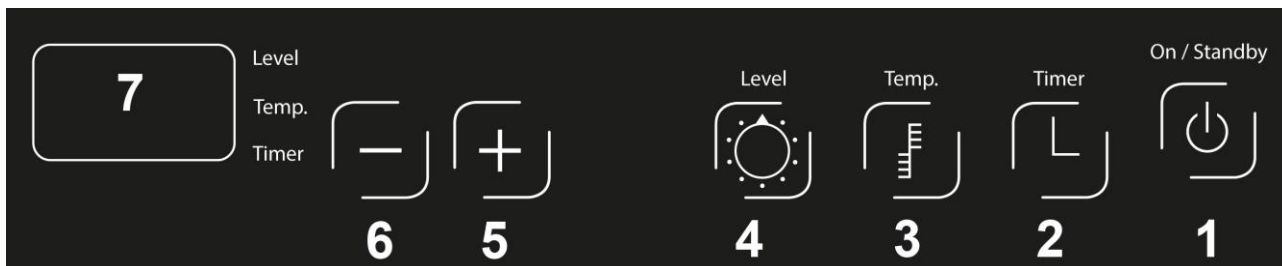 7
Level
Temp.
Timer
Level
Temp.
Timer
On / Standby
6
5
4
3
2
1